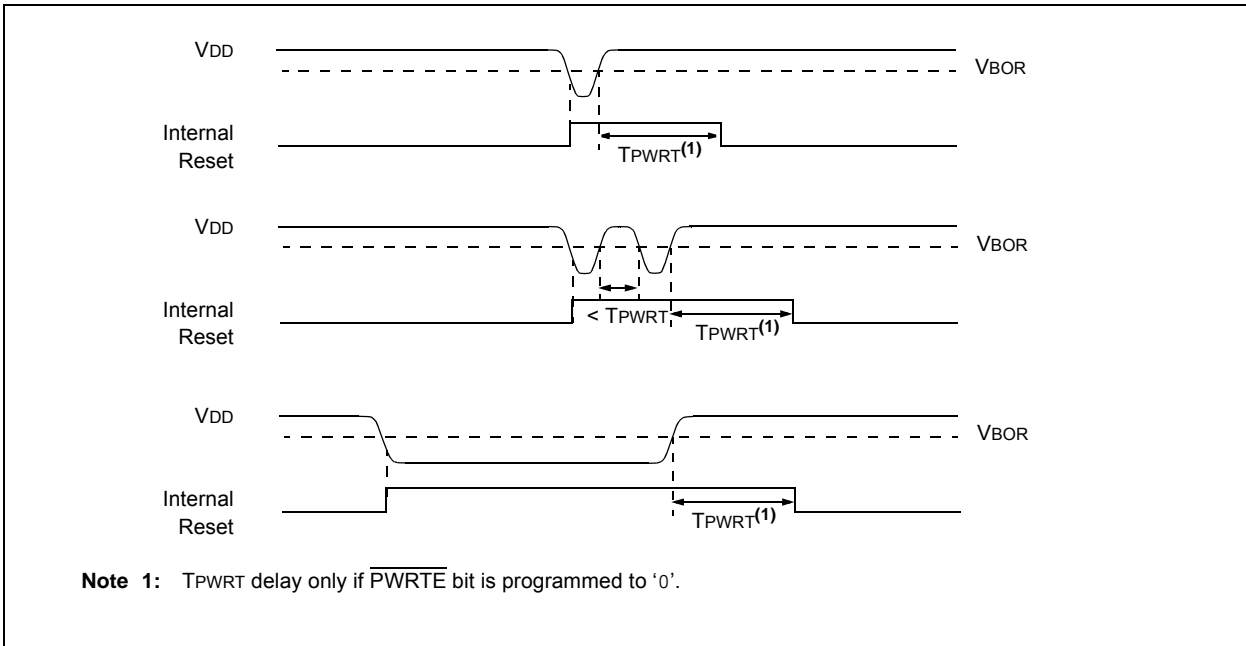 VDD
VBOR
Internal
Reset
TPWRT(1)
VDD
VBOR
Internal
Reset
< TPWRT
TPWRT(1)
VDD
VBOR
Internal
Reset
TPWRT(1)
Note 1: TPWRT delay only if PWRTE bit is programmed to ‘0’.